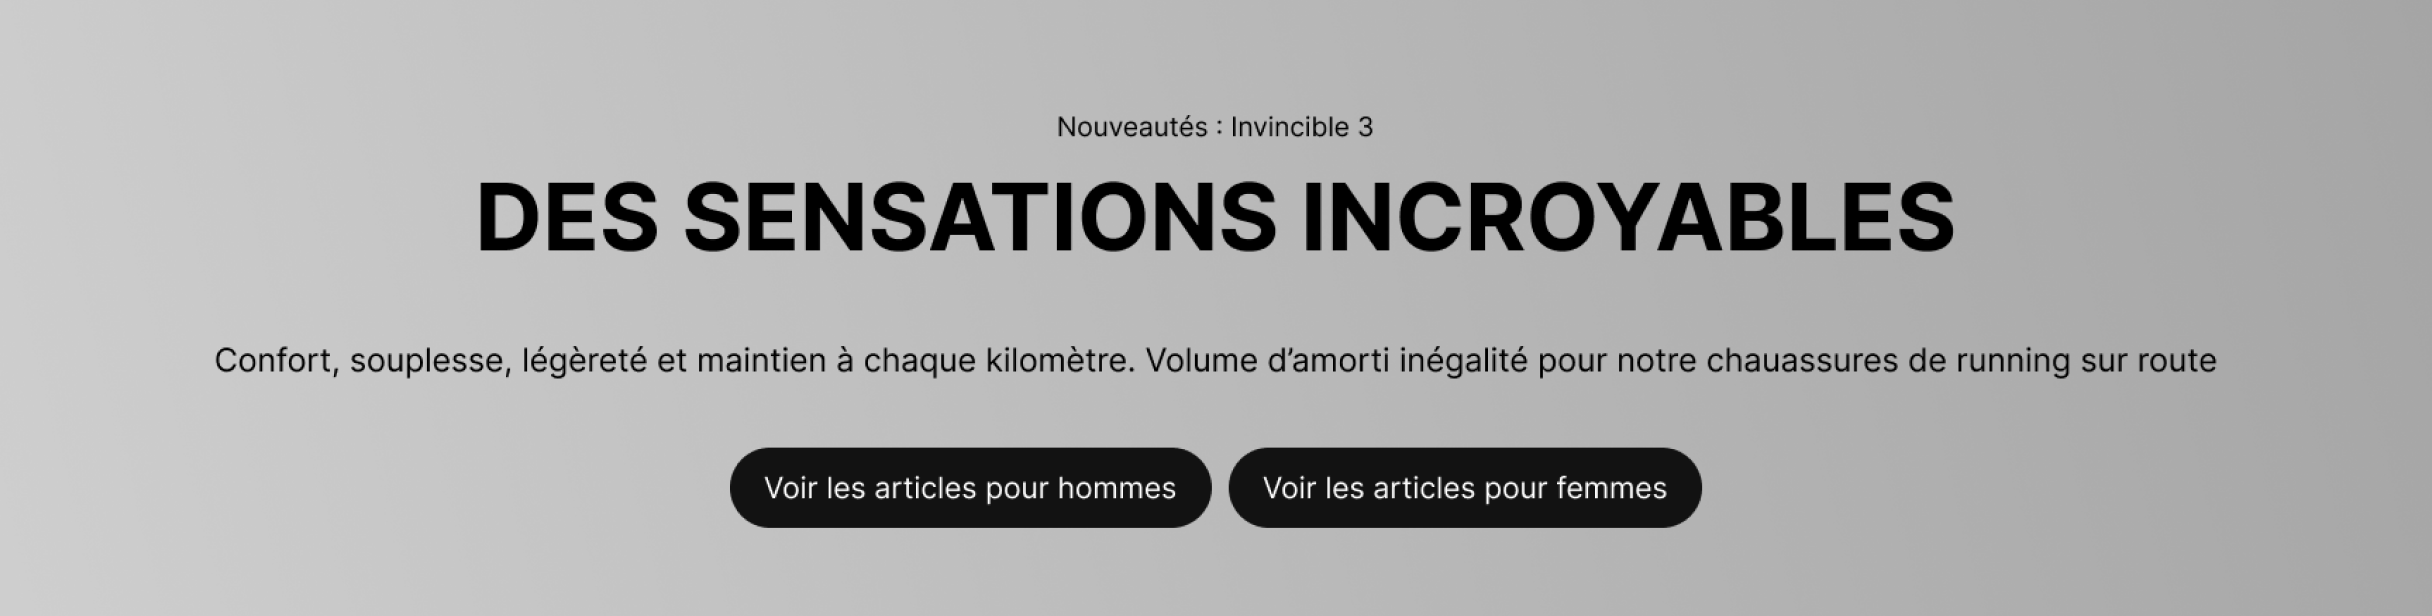 Nouveautés : Invincible 3
DES SENSATIONS INCROYABLES
Confort, souplesse, légèreté et maintien à chaque kilomètre. Volume d’amorti inégalité pour notre chauassures de running sur route
Voir les articles pour hommes
Voir les articles pour femmes